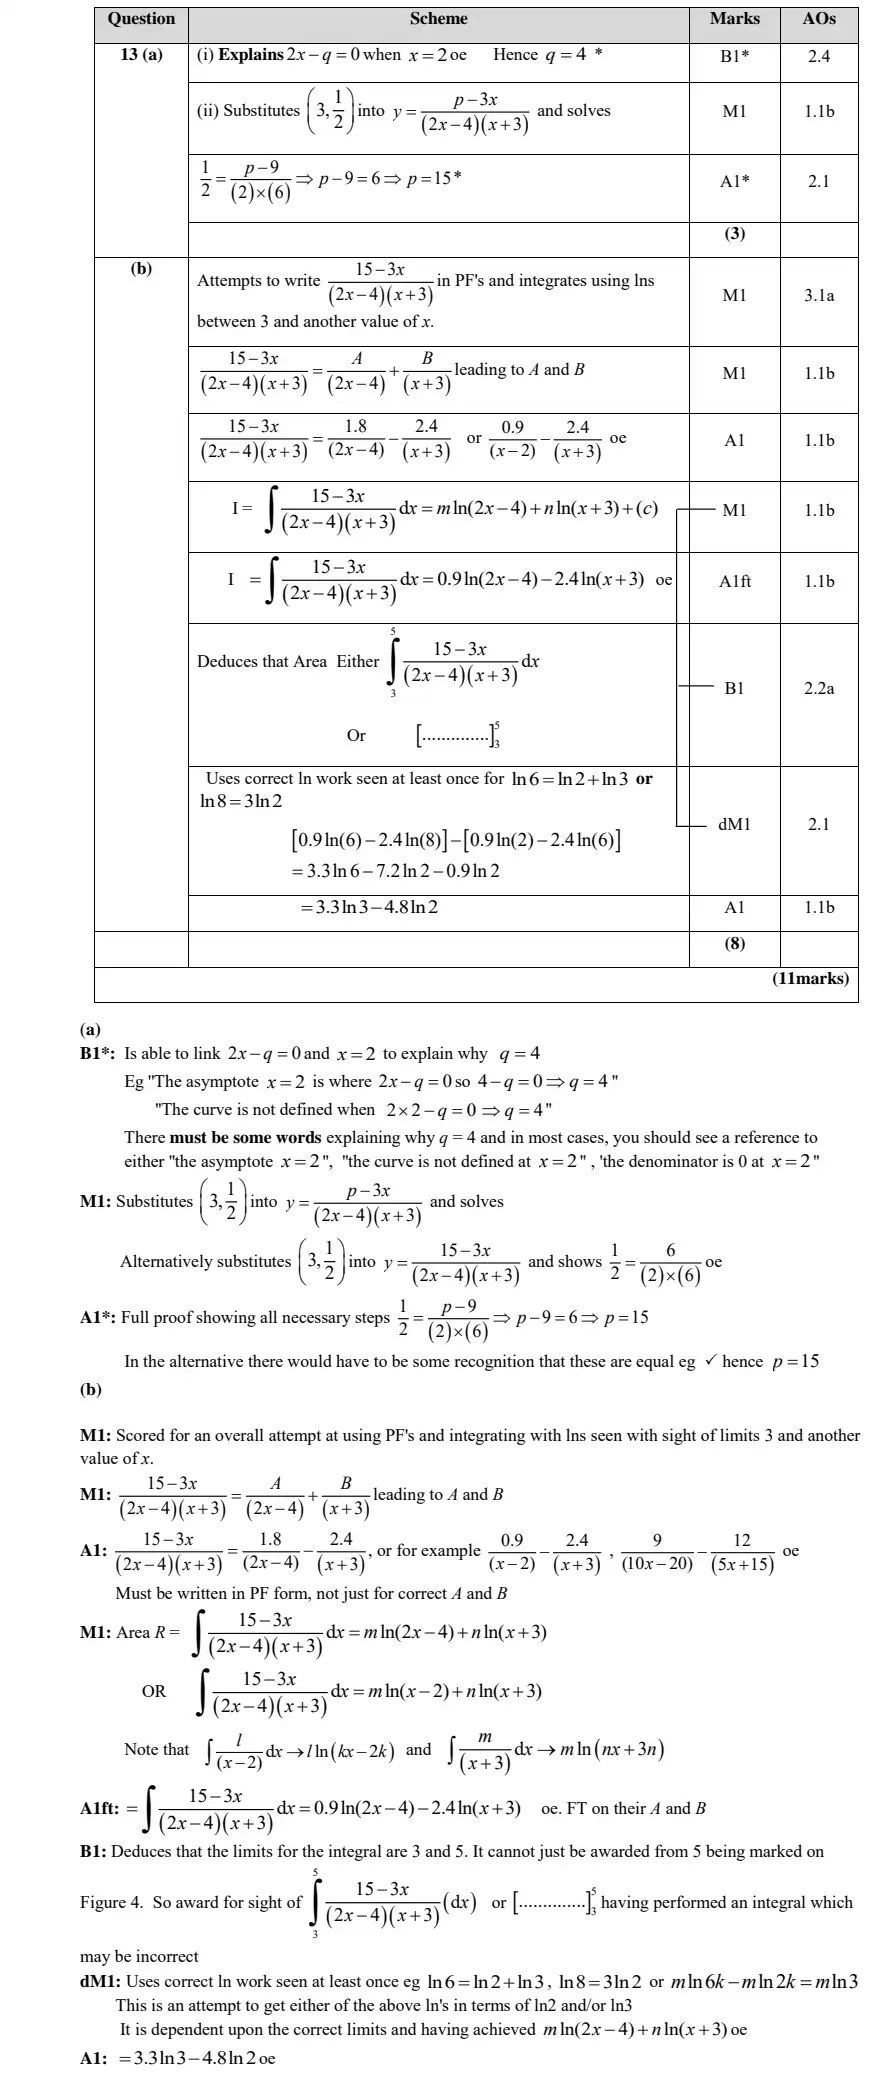 Question Scheme Marks AOs
13 (a) (i) Explains 2x − q = 0 when x = 2 oe Hence q = 4 * B1* 2.4
(ii) Substitutes (3, 1/2) into y = (p − 3x)/((2x − 4)(x + 3)) and solves M1 1.1b
1/2 = (p − 9)/((2)×(6)) ⇒ p − 9 = 6 ⇒ p = 15 * A1* 2.1
(3)
(b) Attempts to write (15 − 3x)/((2x − 4)(x + 3)) in PF's and integrates using lns
between 3 and another value of x. M1 3.1a
(15 − 3x)/((2x − 4)(x + 3)) = A/(2x − 4) + B/(x + 3) leading to A and B M1 1.1b
(15 − 3x)/((2x − 4)(x + 3)) = 1.8/(2x − 4) − 2.4/(x + 3) or 0.9/(x − 2) − 2.4/(x + 3) oe A1 1.1b
I = ∫ (15 − 3x)/((2x − 4)(x + 3)) dx = m ln(2x − 4) + n ln(x + 3) + (c) M1 1.1b
I = ∫ (15 − 3x)/((2x − 4)(x + 3)) dx = 0.9 ln(2x − 4) − 2.4 ln(x + 3) oe A1ft 1.1b
Deduces that Area Either ∫₃⁵ (15 − 3x)/((2x − 4)(x + 3)) dx B1 2.2a
Or [...............]₃⁵
Uses correct ln work seen at least once for ln 6 = ln 2 + ln 3 or
ln 8 = 3 ln 2
[0.9 ln(6) − 2.4 ln(8)] − [0.9 ln(2) − 2.4 ln(6)] dM1 2.1
= 3.3 ln 6 − 7.2 ln 2 − 0.9 ln 2
= 3.3 ln 3 − 4.8 ln 2 A1 1.1b
(8)
(11marks)
(a)
B1*: Is able to link 2x − q = 0 and x = 2 to explain why q = 4
Eg "The asymptote x = 2 is where 2x − q = 0 so 4 − q = 0 ⇒ q = 4 "
"The curve is not defined when 2 × 2 − q = 0 ⇒ q = 4"
There must be some words explaining why q = 4 and in most cases, you should see a reference to
either "the asymptote x = 2", "the curve is not defined at x = 2" , 'the denominator is 0 at x = 2"
M1: Substitutes (3, 1/2) into y = (p − 3x)/((2x − 4)(x + 3)) and solves
Alternatively substitutes (3, 1/2) into y = (15 − 3x)/((2x − 4)(x + 3)) and shows 1/2 = 6/((2)×(6)) oe
A1*: Full proof showing all necessary steps 1/2 = (p − 9)/((2)×(6)) ⇒ p − 9 = 6 ⇒ p = 15
In the alternative there would have to be some recognition that these are equal eg ✓ hence p = 15
(b)
M1: Scored for an overall attempt at using PF's and integrating with lns seen with sight of limits 3 and another
value of x.
M1: (15 − 3x)/((2x − 4)(x + 3)) = A/(2x − 4) + B/(x + 3) leading to A and B
A1: (15 − 3x)/((2x − 4)(x + 3)) = 1.8/(2x − 4) − 2.4/(x + 3), or for example 0.9/(x − 2) − 2.4/(x + 3) , 9/(10x − 20) − 12/(5x + 15) oe
Must be written in PF form, not just for correct A and B
M1: Area R = ∫ (15 − 3x)/((2x − 4)(x + 3)) dx = m ln(2x − 4) + n ln(x + 3)
OR ∫ (15 − 3x)/((2x − 4)(x + 3)) dx = m ln(x − 2) + n ln(x + 3)
Note that ∫ l/(x − 2) dx → l ln(kx − 2k) and ∫ m/(x + 3) dx → m ln(nx + 3n)
A1ft: = ∫ (15 − 3x)/((2x − 4)(x + 3)) dx = 0.9 ln(2x − 4) − 2.4 ln(x + 3) oe. FT on their A and B
B1: Deduces that the limits for the integral are 3 and 5. It cannot just be awarded from 5 being marked on
Figure 4. So award for sight of ∫₃⁵ (15 − 3x)/((2x − 4)(x + 3)) (dx) or [...............]₃⁵ having performed an integral which
may be incorrect
dM1: Uses correct ln work seen at least once eg ln 6 = ln 2 + ln 3 , ln 8 = 3 ln 2 or m ln 6k − m ln 2k = m ln 3
This is an attempt to get either of the above ln's in terms of ln2 and/or ln3
It is dependent upon the correct limits and having achieved m ln(2x − 4) + n ln(x + 3) oe
A1: = 3.3 ln 3 − 4.8 ln 2 oe